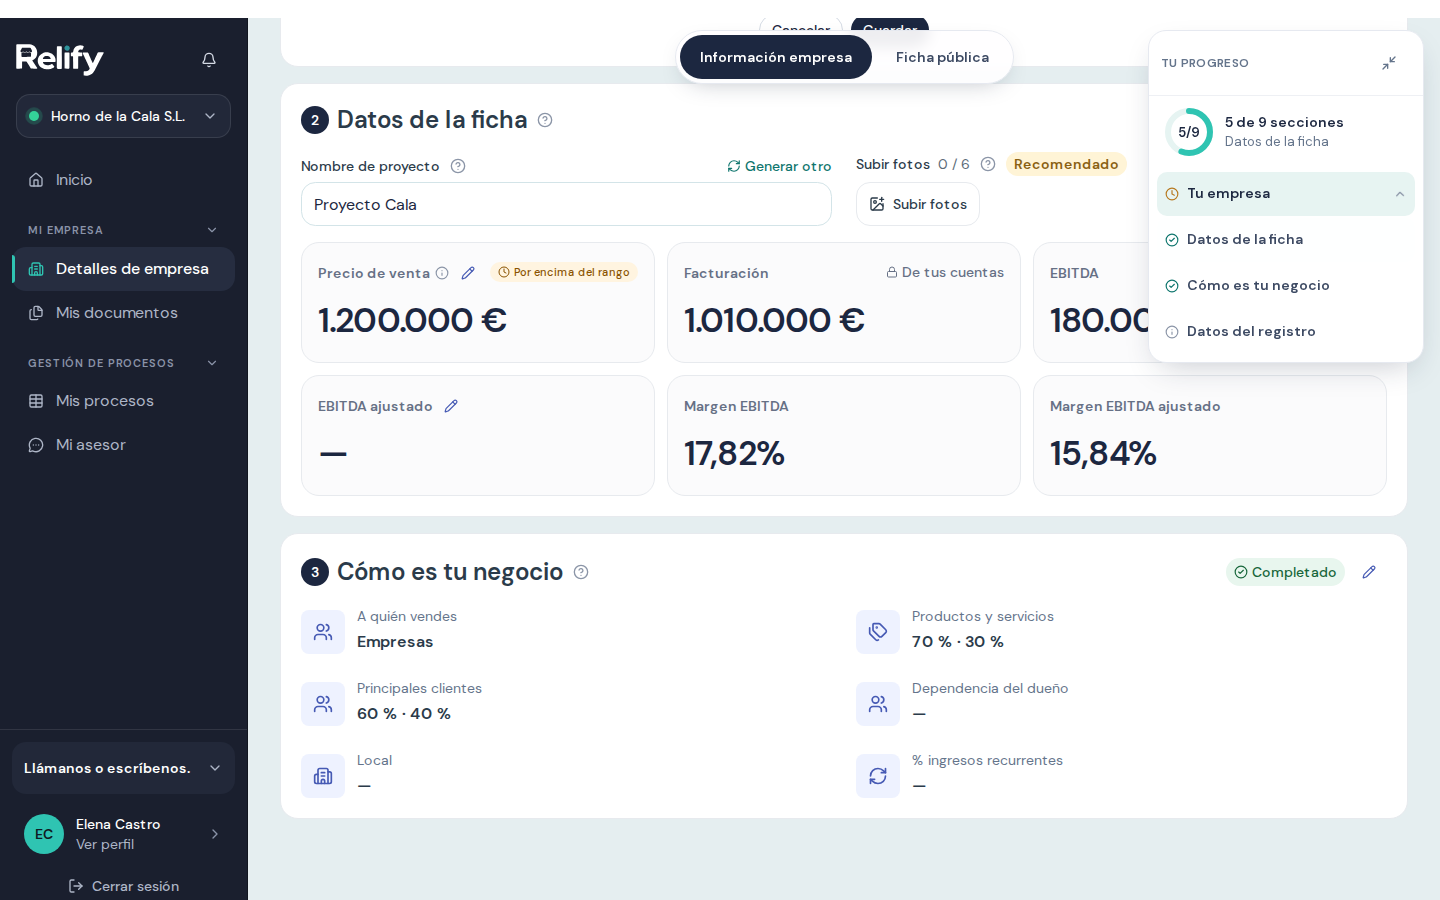 Relify
Horno de la Cala S.L.
Inicio
MI EMPRESA
Detalles de empresa
Mis documentos
GESTIÓN DE PROCESOS
Mis procesos
Mi asesor
Llámanos o escríbenos.
EC
Elena Castro
Ver perfil
Cerrar sesión
Cancelar
Guardar
Información empresa
Ficha pública
2 Datos de la ficha
Nombre de proyecto
Generar otro
Proyecto Cala
Subir fotos 0 / 6 Recomendado
Subir fotos
Precio de venta
Por encima del rango
1.200.000 €
Facturación
De tus cuentas
1.010.000 €
EBITDA
180.00
EBITDA ajustado
—
Margen EBITDA
17,82%
Margen EBITDA ajustado
15,84%
3 Cómo es tu negocio
Completado
A quién vendes
Empresas
Productos y servicios
70 % · 30 %
Principales clientes
60 % · 40 %
Dependencia del dueño
—
Local
—
% ingresos recurrentes
—
TU PROGRESO
5/9
5 de 9 secciones
Datos de la ficha
Tu empresa
Datos de la ficha
Cómo es tu negocio
Datos del registro